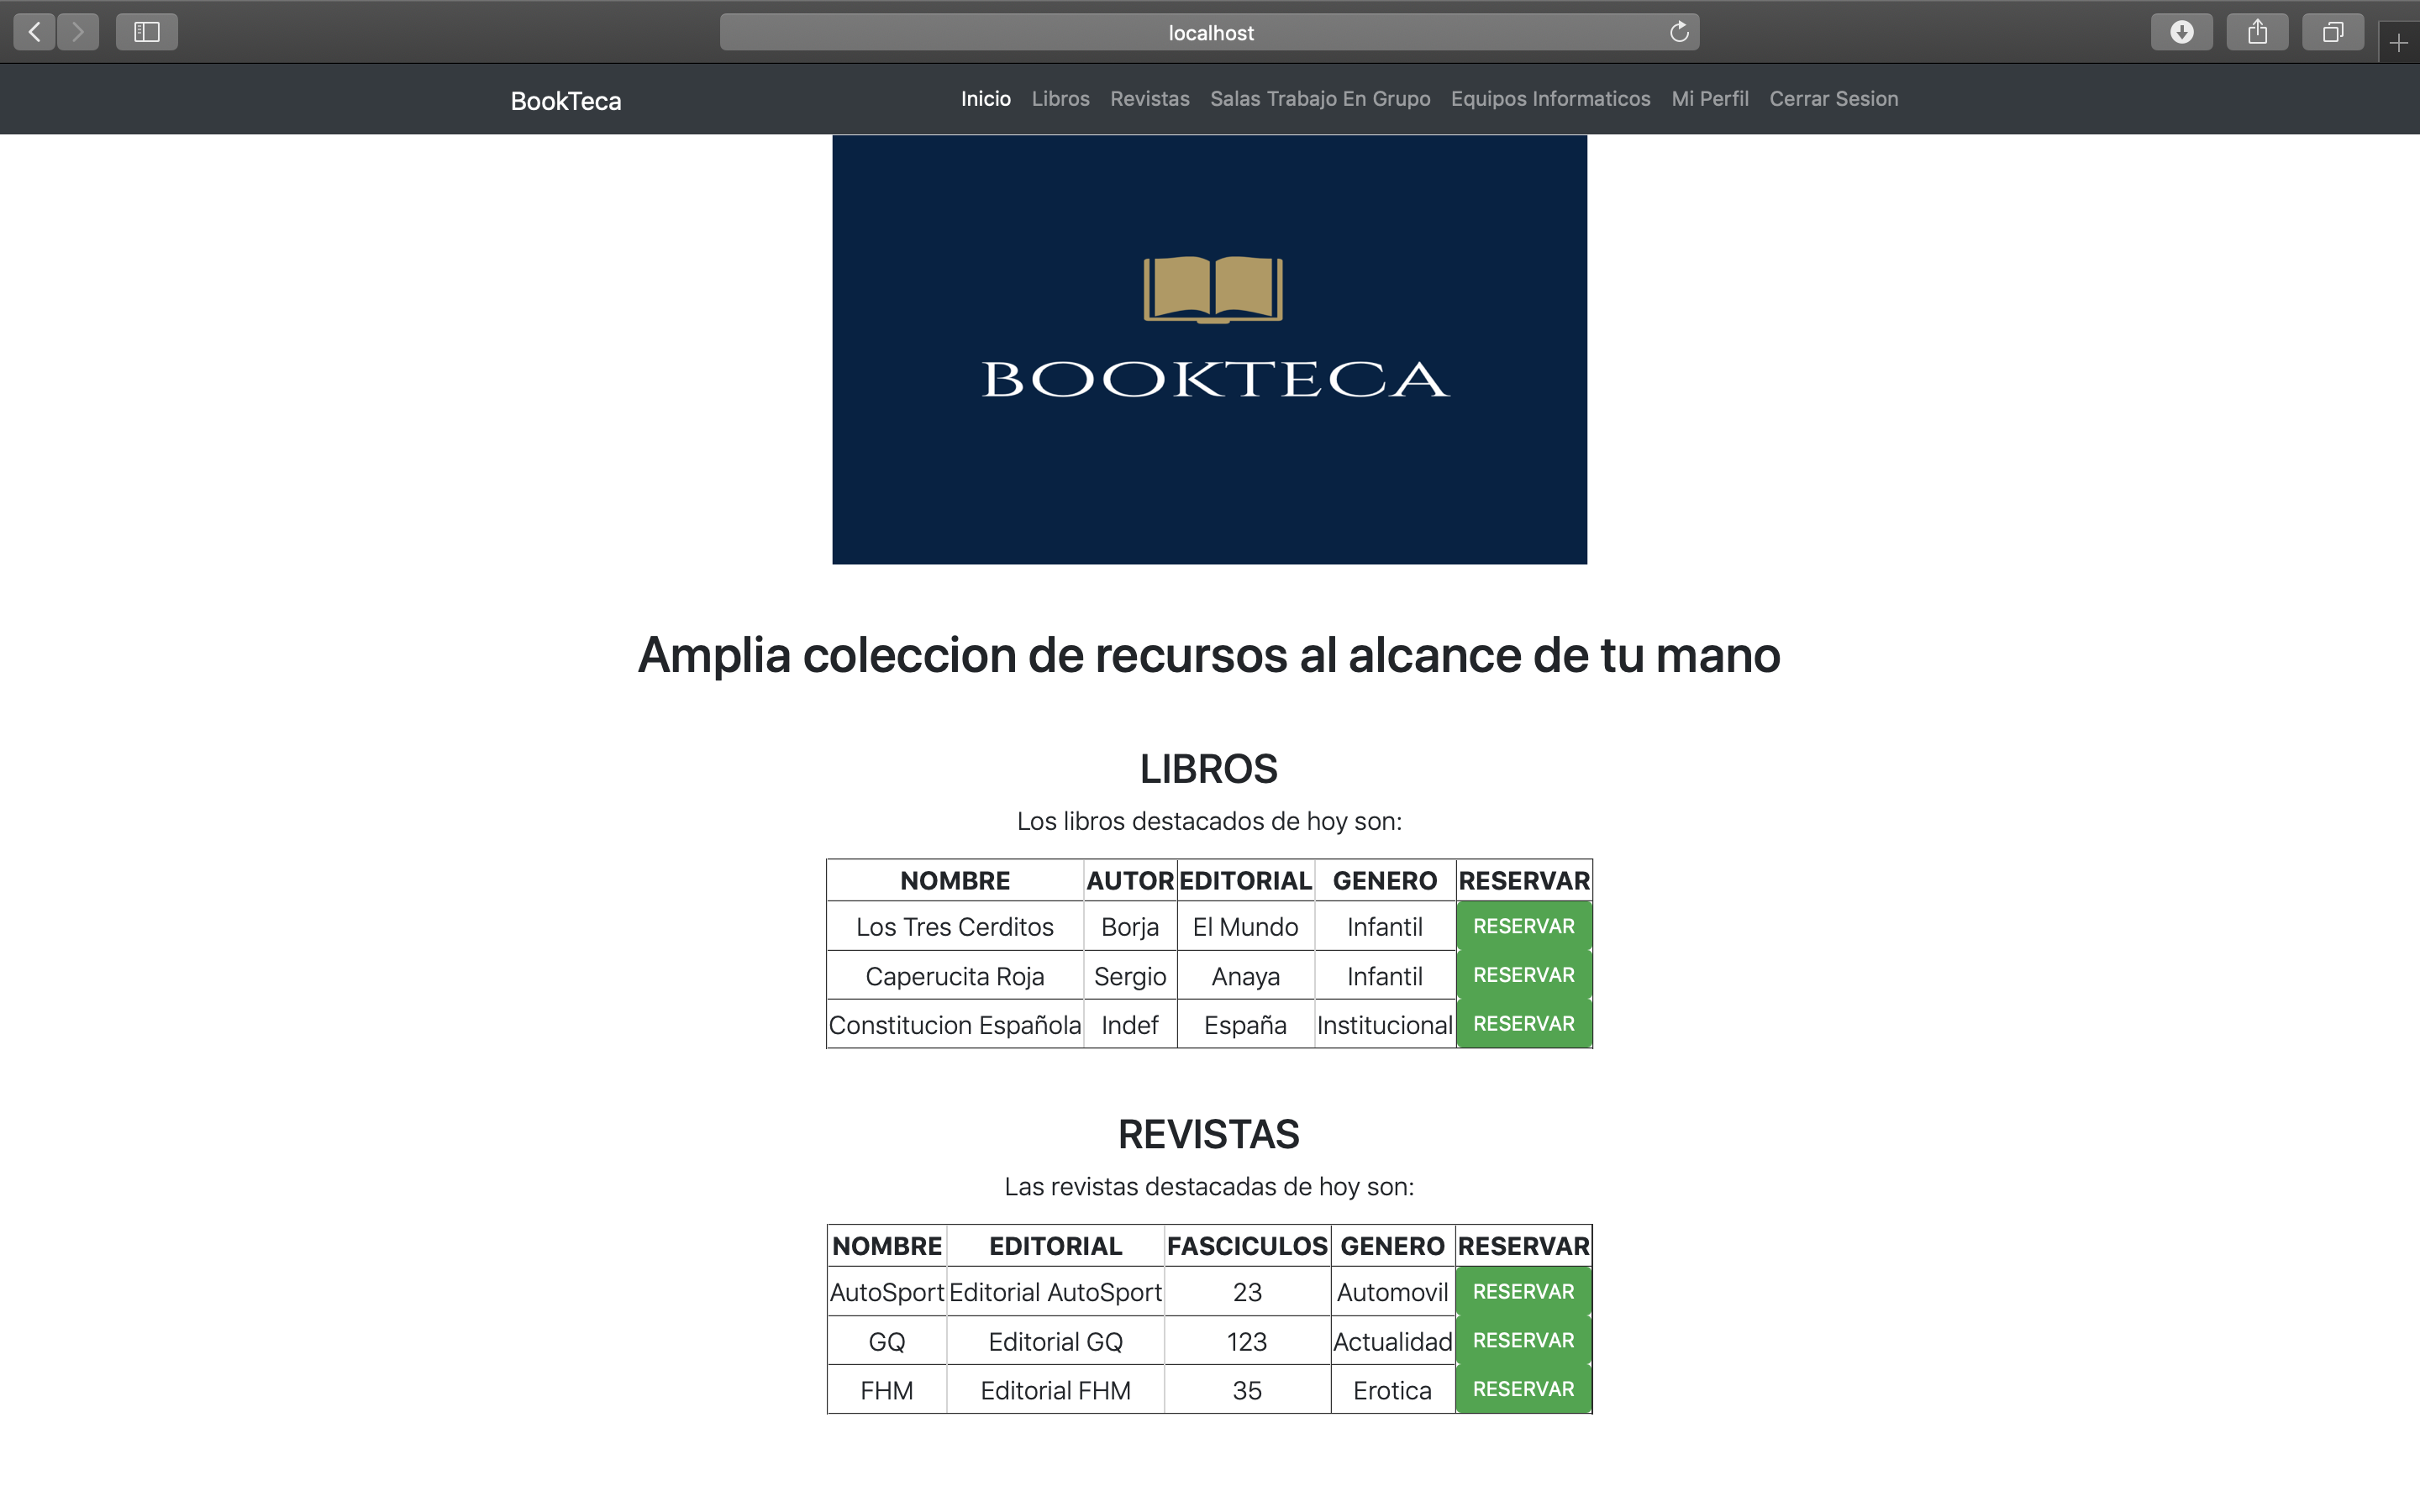 localhost
BookTeca Inicio Libros Revistas Salas Trabajo En Grupo Equipos Informaticos Mi Perfil Cerrar Sesion
BOOKTECA
Amplia coleccion de recursos al alcance de tu mano
LIBROS
Los libros destacados de hoy son:
NOMBRE AUTOR EDITORIAL GENERO RESERVAR
Los Tres Cerditos Borja El Mundo Infantil RESERVAR
Caperucita Roja Sergio Anaya Infantil RESERVAR
Constitucion Española Indef España Institucional RESERVAR
REVISTAS
Las revistas destacadas de hoy son:
NOMBRE EDITORIAL FASCICULOS GENERO RESERVAR
AutoSport Editorial AutoSport 23 Automovil RESERVAR
GQ Editorial GQ 123 Actualidad RESERVAR
FHM Editorial FHM 35 Erotica RESERVAR